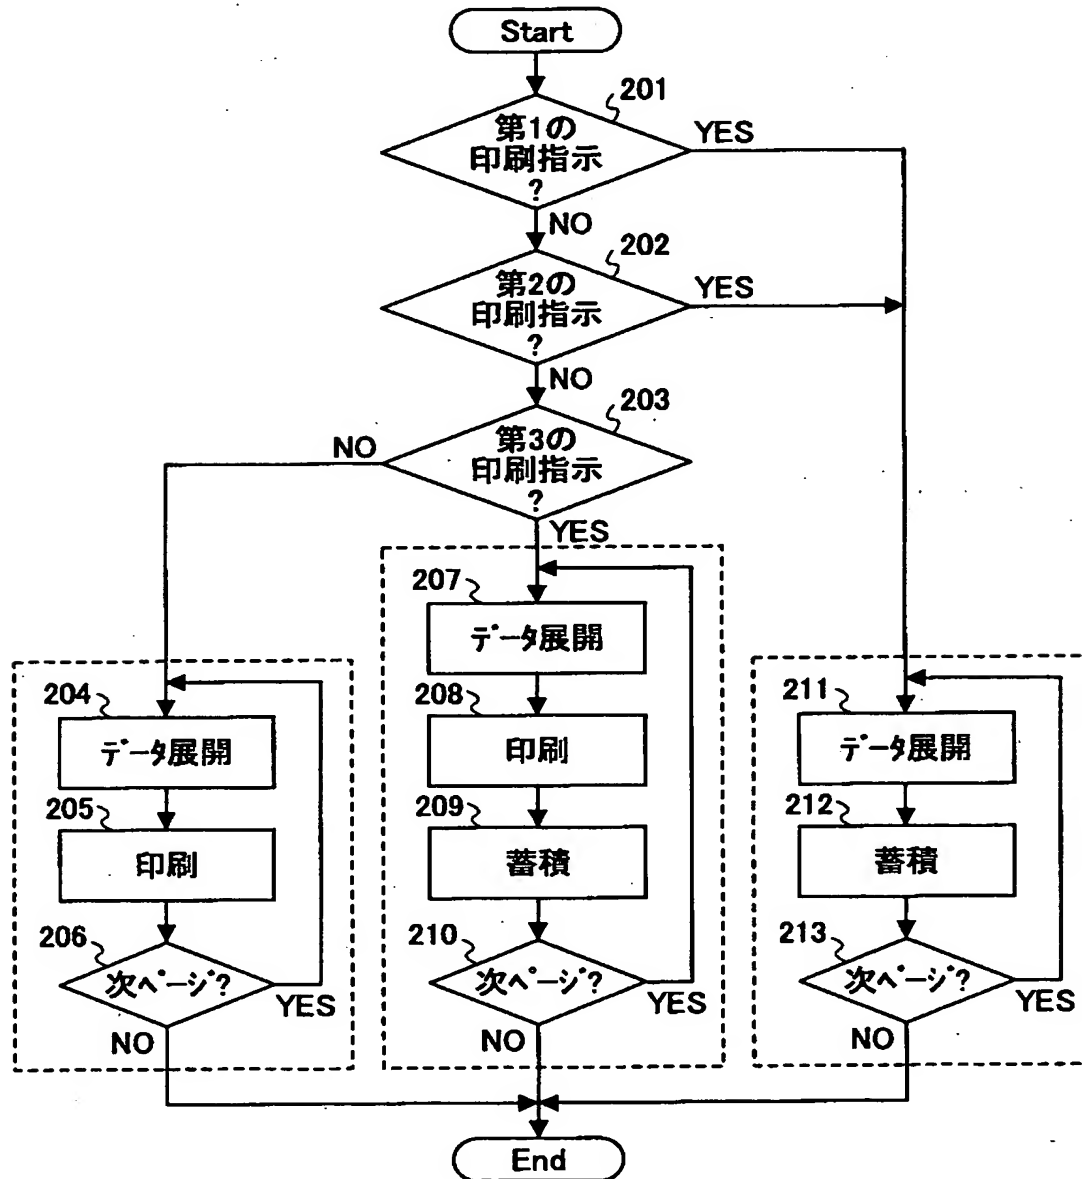 Start
201
第1の
印刷指示
?
YES
NO
202
第2の
印刷指示
?
YES
NO
203
第3の
印刷指示
?
NO
YES
204
データ展開
205
印刷
206
次ページ?
YES
NO
207
データ展開
208
印刷
209
蓄積
210
次ページ?
YES
NO
211
データ展開
212
蓄積
213
次ページ?
YES
NO
End